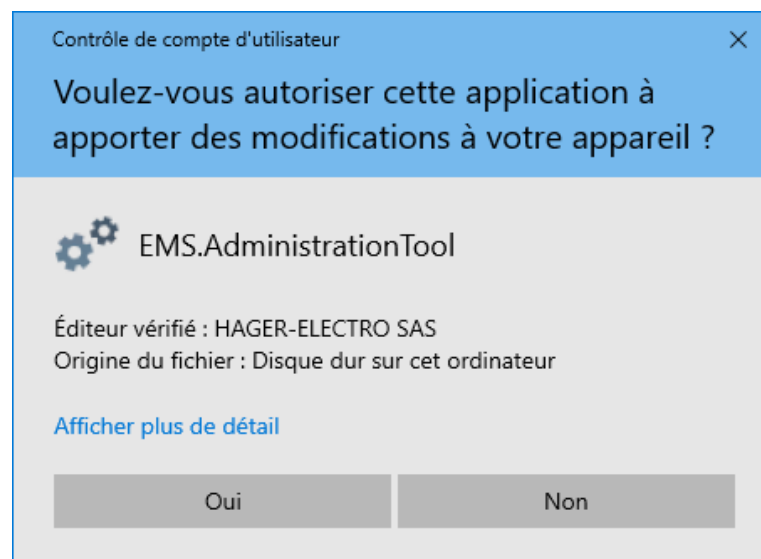 Contrôle de compte d'utilisateur
Voulez-vous autoriser cette application à
apporter des modifications à votre appareil ?
EMS.AdministrationTool
Éditeur vérifié : HAGER-ELECTRO SAS
Origine du fichier : Disque dur sur cet ordinateur
Afficher plus de détail
Oui
Non